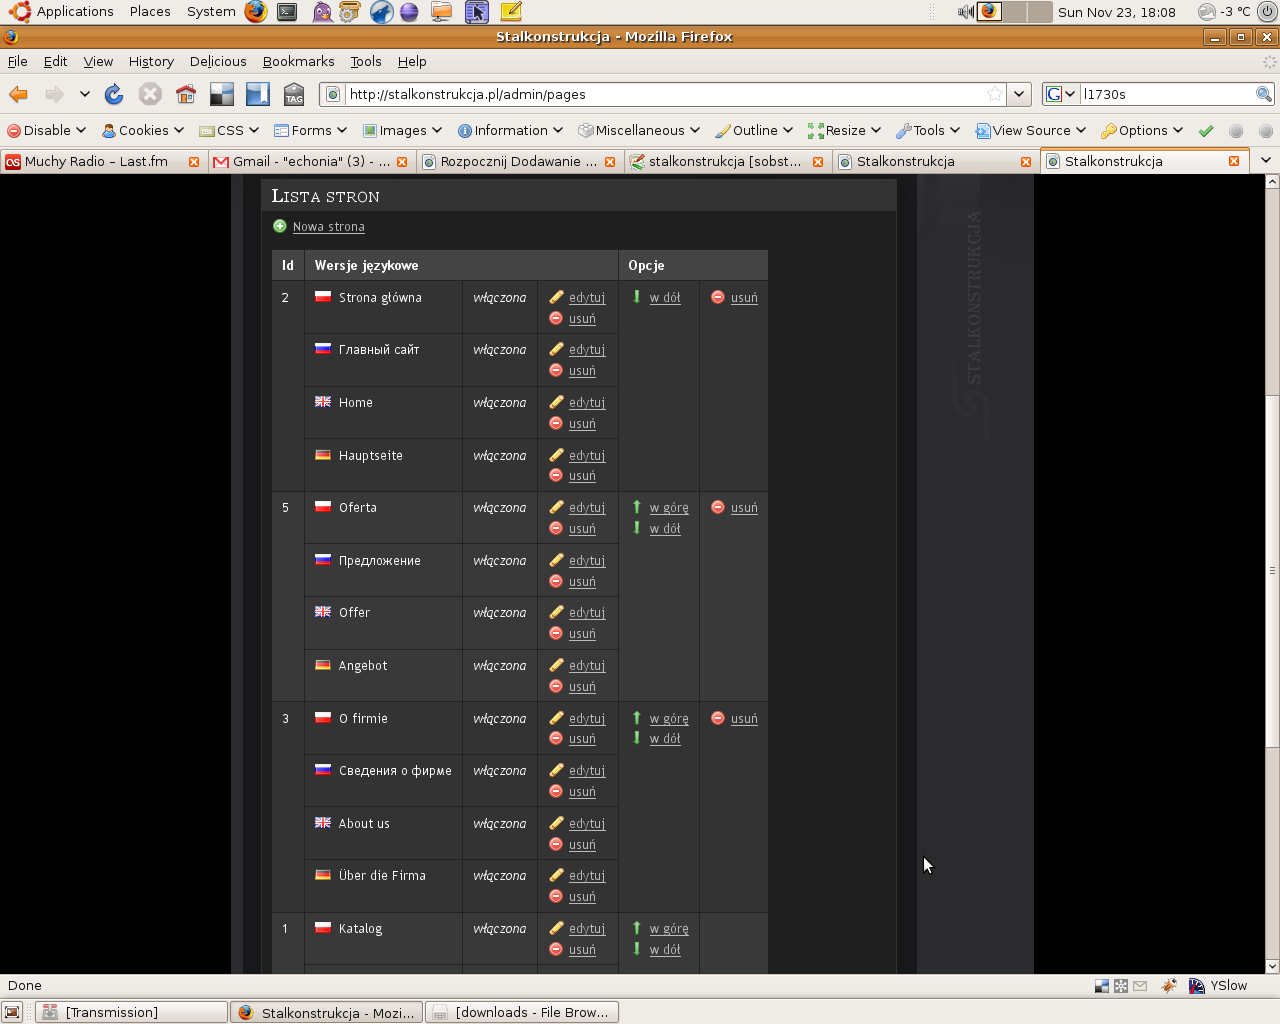 Applications Places System Sun Nov 23, 18:08 -3 °C
Stalkonstrukcja - Mozilla Firefox
File Edit View History Delicious Bookmarks Tools Help
TAG http://stalkonstrukcja.pl/admin/pages G l1730s
Disable Cookies CSS Forms Images Information Miscellaneous Outline Resize Tools View Source Options
Muchy Radio – Last.fm Gmail - "echonia" (3) - ... Rozpocznij Dodawanie ... stalkonstrukcja [sobst... Stalkonstrukcja Stalkonstrukcja
Lista stron
STALKONSTRUKCJA
Nowa strona
Id Wersje językowe Opcje
2 Strona główna włączona edytuj w dół usuń
usuń
Главный сайт włączona edytuj
usuń
Home włączona edytuj
usuń
Hauptseite włączona edytuj
usuń
5 Oferta włączona edytuj w górę usuń
usuń w dół
Предложение włączona edytuj
usuń
Offer włączona edytuj
usuń
Angebot włączona edytuj
usuń
3 O firmie włączona edytuj w górę usuń
usuń w dół
Сведения о фирме włączona edytuj
usuń
About us włączona edytuj
usuń
Über die Firma włączona edytuj
usuń
1 Katalog włączona edytuj w górę
usuń w dół
Done YSlow
[Transmission] Stalkonstrukcja - Mozi... [downloads - File Brow...